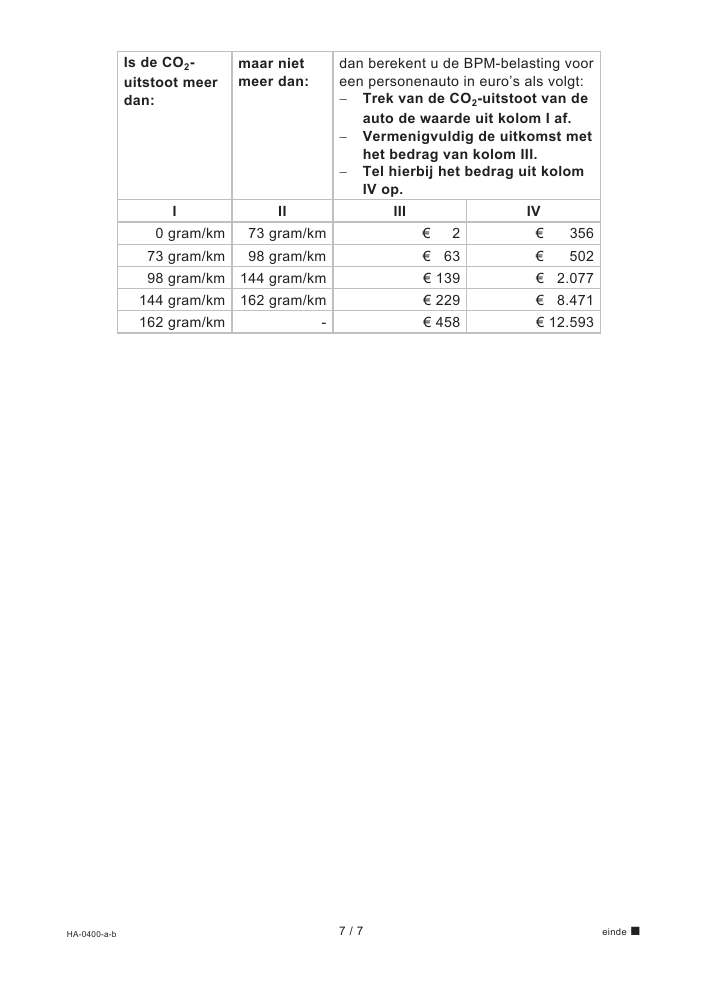 Is de CO2-
uitstoot meer
dan:
maar niet
meer dan:
dan berekent u de BPM-belasting voor
een personenauto in euro's als volgt:
– Trek van de CO2-uitstoot van de
auto de waarde uit kolom I af.
– Vermenigvuldig de uitkomst met
het bedrag van kolom III.
– Tel hierbij het bedrag uit kolom
IV op.
I II III IV
0 gram/km 73 gram/km € 2 € 356
73 gram/km 98 gram/km € 63 € 502
98 gram/km 144 gram/km € 139 € 2.077
144 gram/km 162 gram/km € 229 € 8.471
162 gram/km - € 458 € 12.593
HA-0400-a-b 7 / 7 einde ■